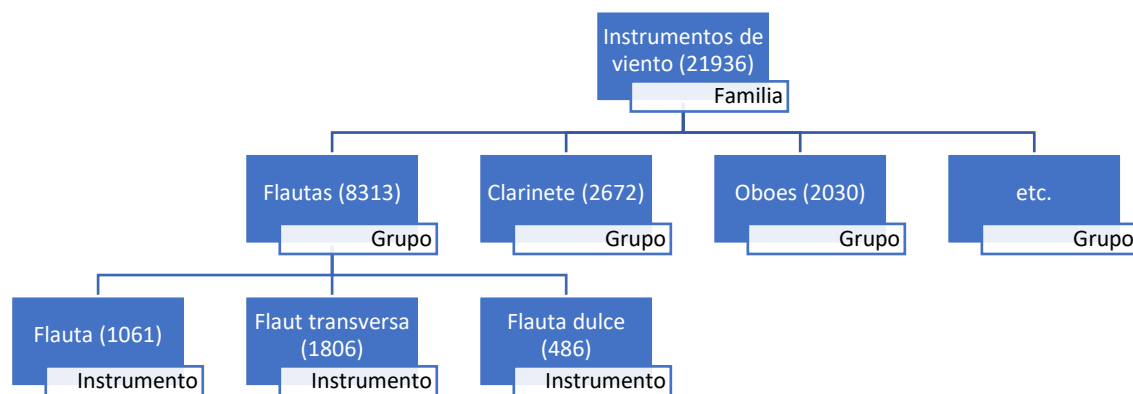 Instrumentos de
viento (21936)
Familia
Flautas (8313)
Grupo
Clarinete (2672)
Grupo
Oboes (2030)
Grupo
etc.
Grupo
Flauta (1061)
Instrumento
Flaut transversa
(1806)
Instrumento
Flauta dulce
(486)
Instrumento